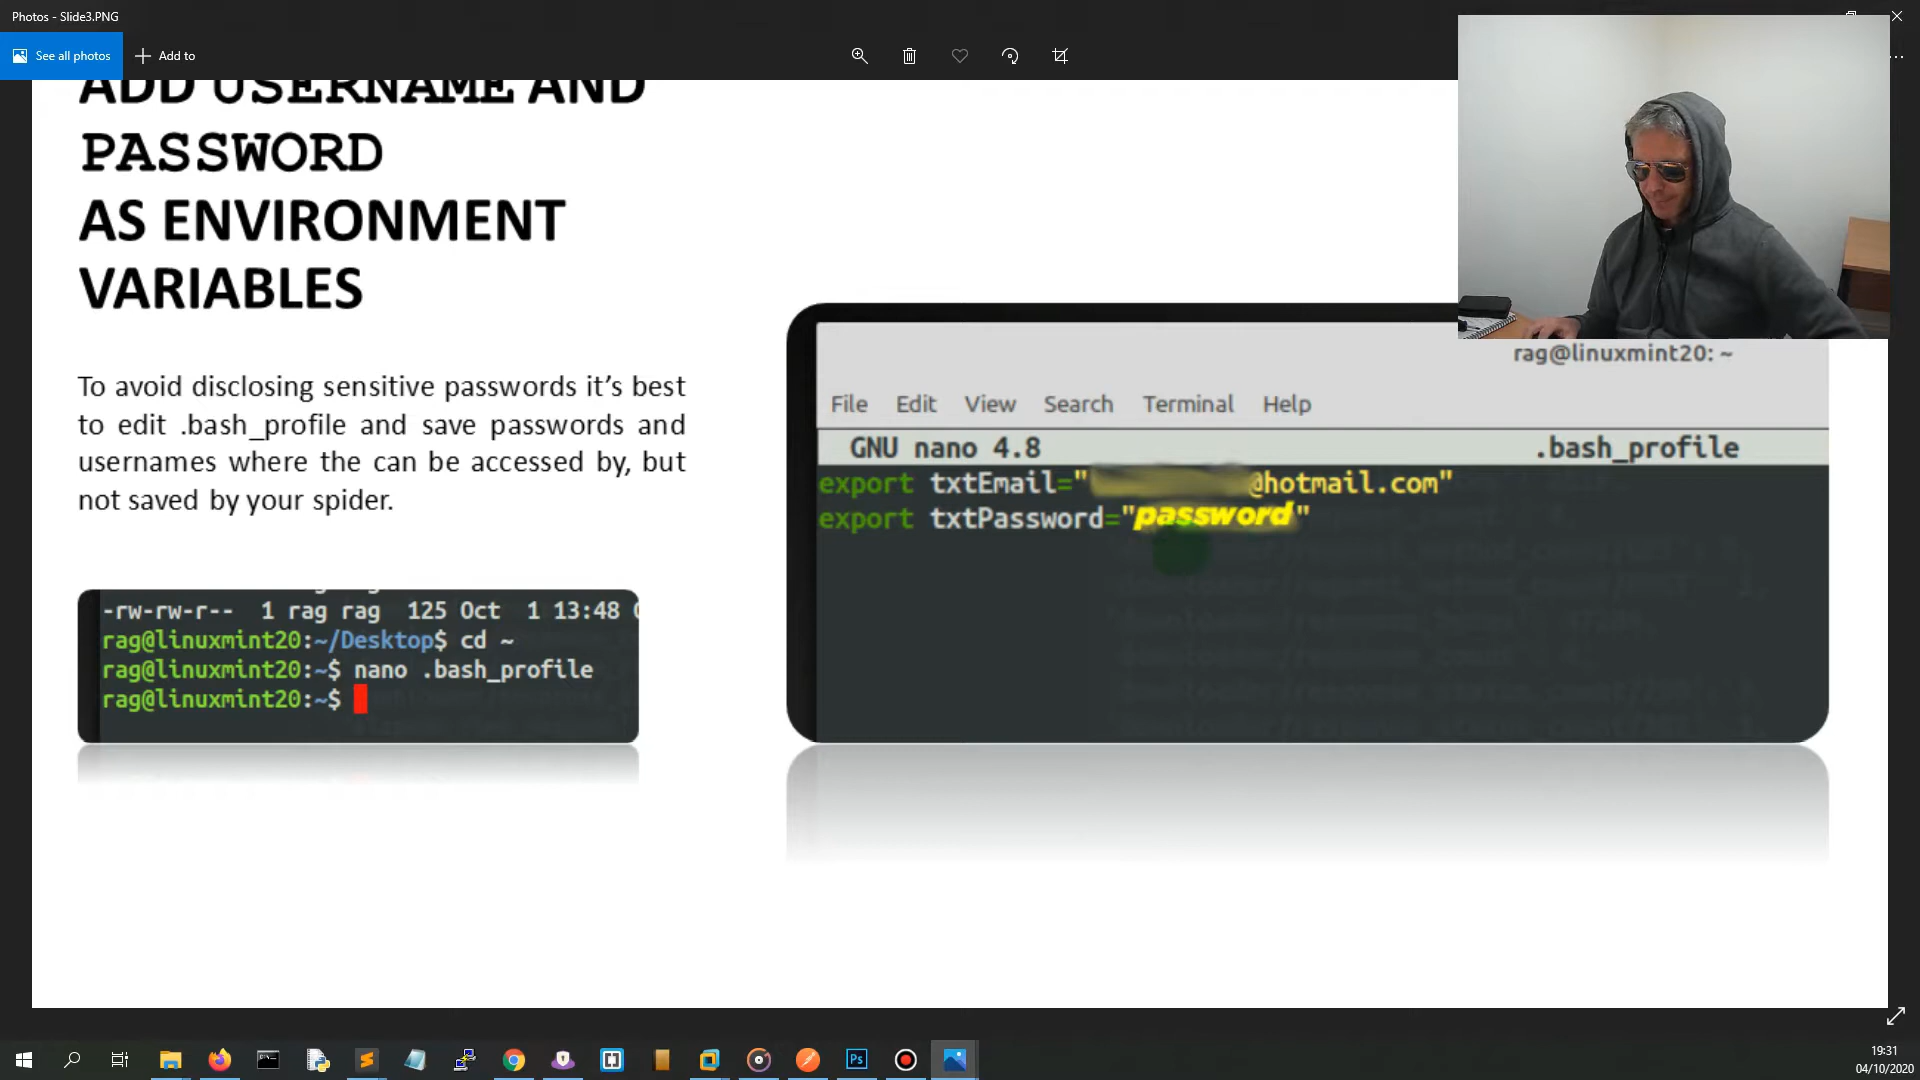 Photos - Slide3.PNG
See all photos
Add to
ADD USERNAME AND
PASSWORD
AS ENVIRONMENT
VARIABLES
To avoid disclosing sensitive passwords it’s best
to edit .bash_profile and save passwords and
usernames where the can be accessed by, but
not saved by your spider.
-rw-rw-r-- 1 rag rag 125 Oct 1 13:48
rag@linuxmint20:~/Desktop$ cd ~
rag@linuxmint20:~$ nano .bash_profile
rag@linuxmint20:~$
rag@linuxmint20: ~
File Edit View Search Terminal Help
GNU nano 4.8 .bash_profile
export txtEmail="@hotmail.com"
export txtPassword="password"
Ps
19:31
04/10/2020